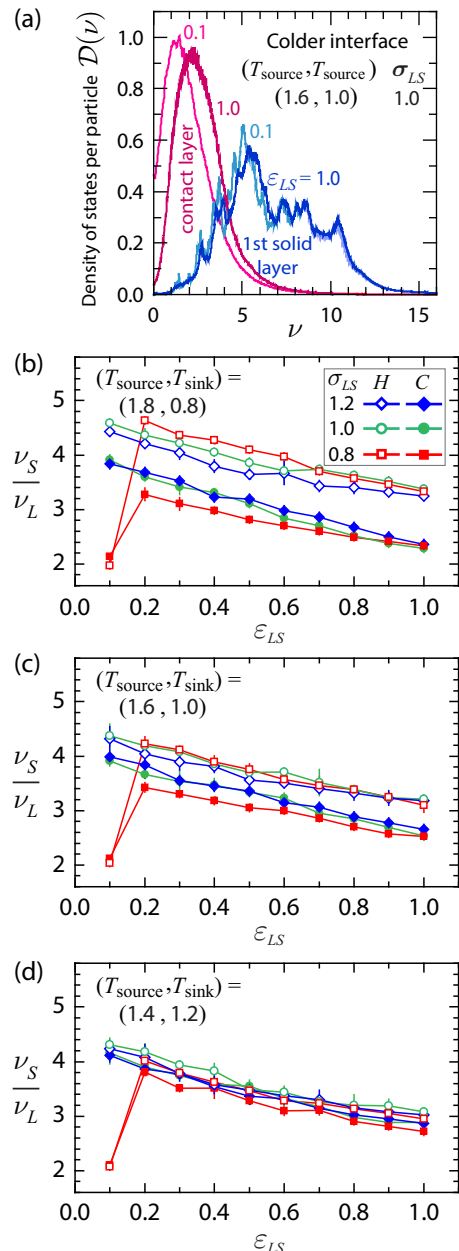 (a)
Density of states per particle 𝒟(ν)
1.0
0.8
0.6
0.4
0.2
0.0
0.1
1.0
contact layer
Colder interface
(T_source, T_source) σ_LS
(1.6 , 1.0) 1.0
0.1
ε_LS = 1.0
1st solid
layer
0 5 10 15
ν
(b)
(T_source, T_sink) =
(1.8 , 0.8)
σ_LS H C
1.2
1.0
0.8
ν_S
ν_L
5
4
3
2
0.0 0.2 0.4 0.6 0.8 1.0
ε_LS
(c)
(T_source, T_sink) =
(1.6 , 1.0)
ν_S
ν_L
5
4
3
2
0.0 0.2 0.4 0.6 0.8 1.0
ε_LS
(d)
(T_source, T_sink) =
(1.4 , 1.2)
ν_S
ν_L
5
4
3
2
0.0 0.2 0.4 0.6 0.8 1.0
ε_LS